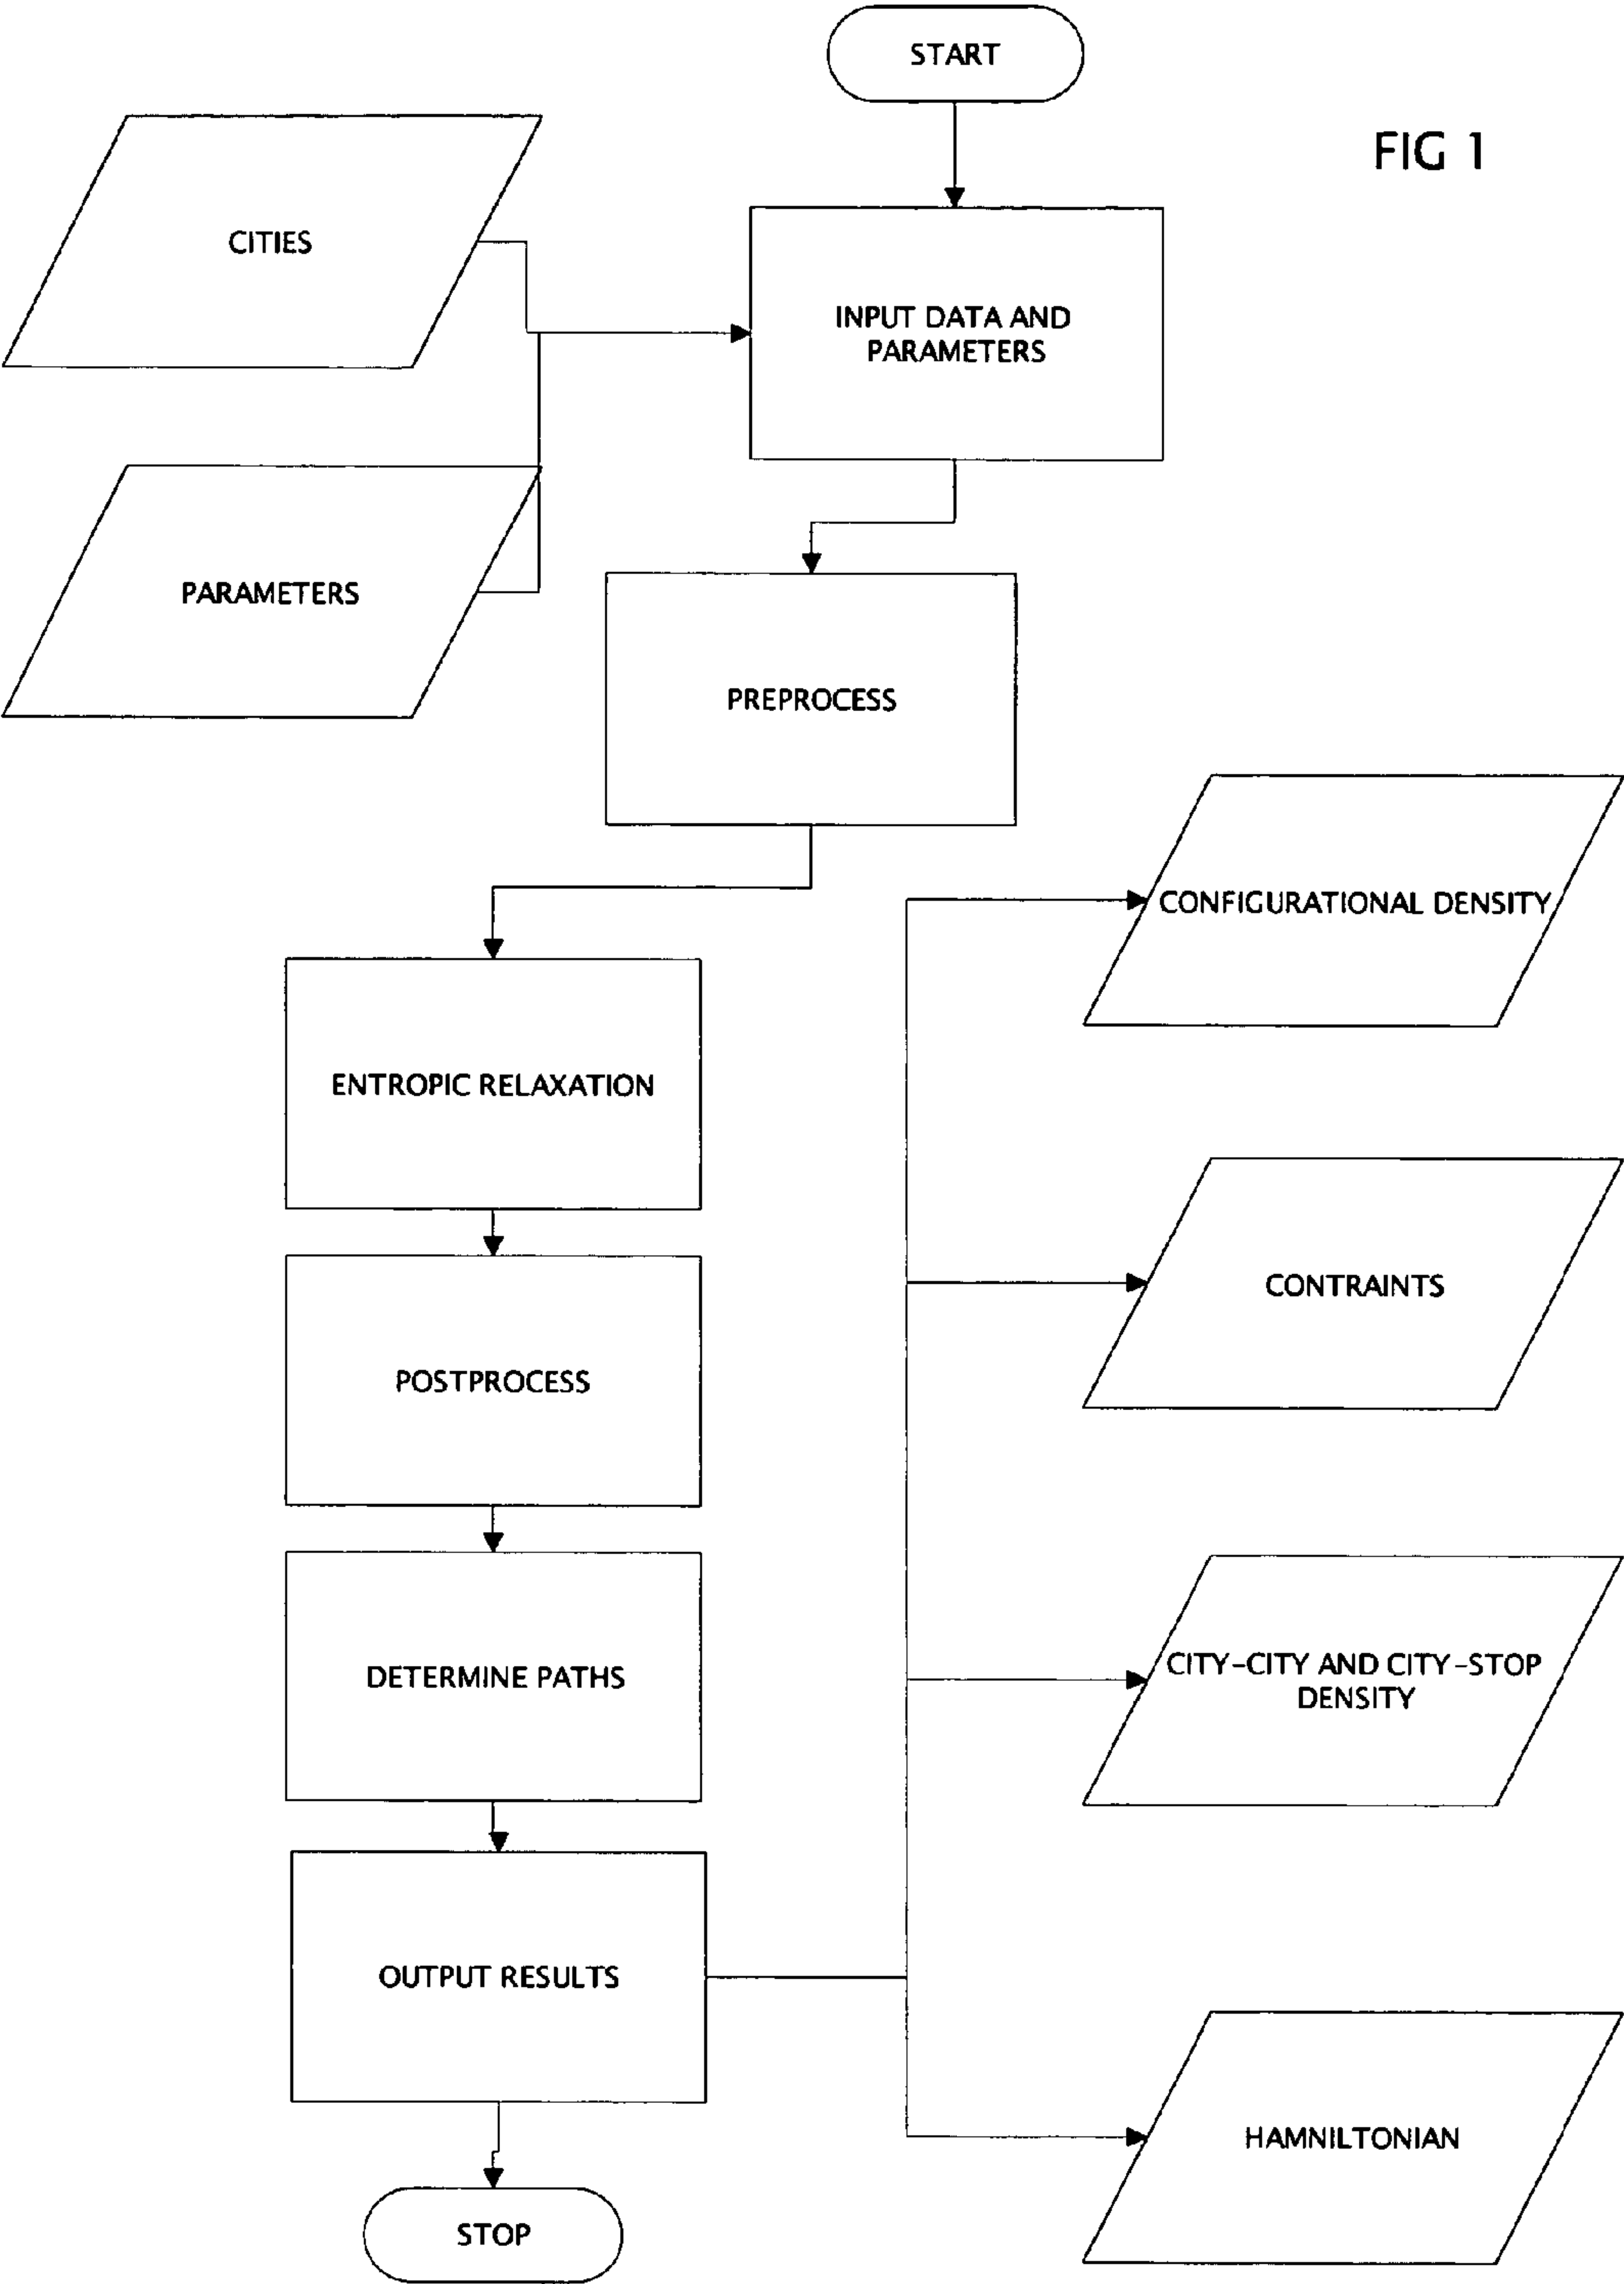 START
FIG 1
CITIES
INPUT DATA AND
PARAMETERS
PARAMETERS
PREPROCESS
CONFIGURATIONAL DENSITY
ENTROPIC RELAXATION
CONTRAINTS
POSTPROCESS
CITY-CITY AND CITY-STOP
DENSITY
DETERMINE PATHS
OUTPUT RESULTS
HAMNILTONIAN
STOP